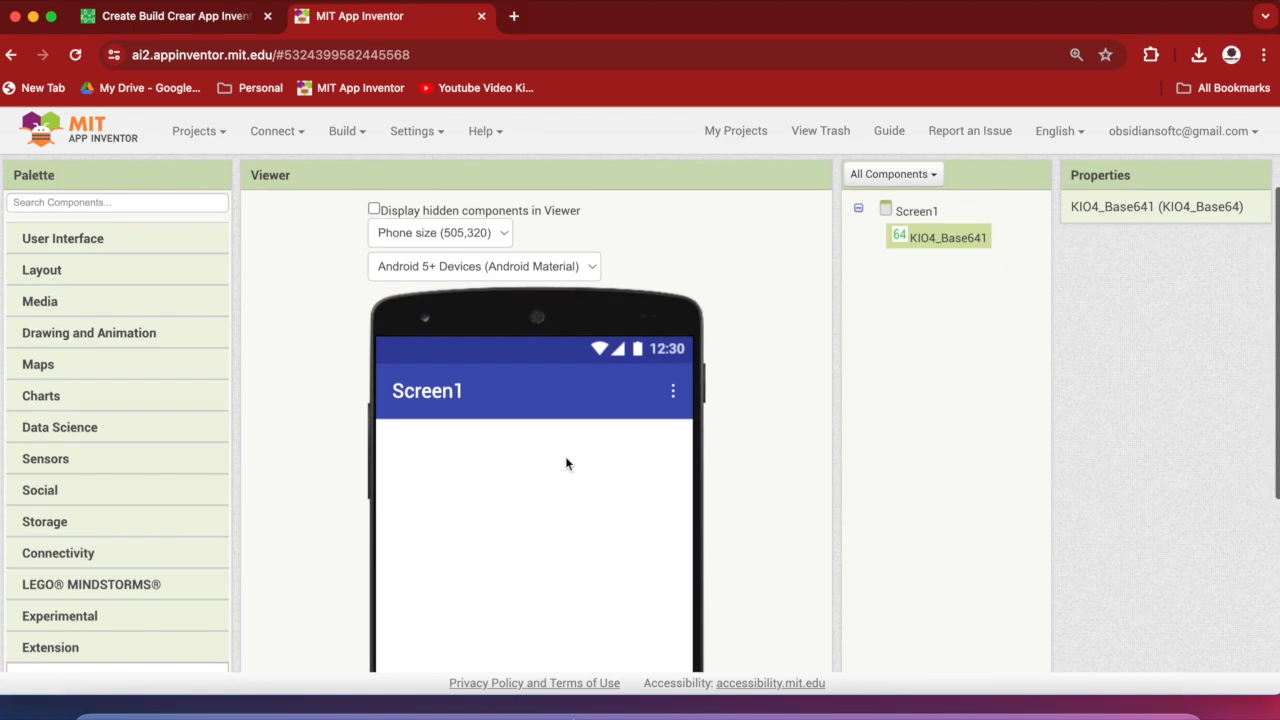 Create Build Crear App Inven
MIT App Inventor
ai2.appinventor.mit.edu/#5324399582445568
New Tab
My Drive - Google...
Personal
MIT App Inventor
Youtube Video Ki...
All Bookmarks
MIT
APP INVENTOR
Projects
Connect
Build
Settings
Help
My Projects
View Trash
Guide
Report an Issue
English
obsidiansoftc@gmail.com
Palette
Search Components...
User Interface
Layout
Media
Drawing and Animation
Maps
Charts
Data Science
Sensors
Social
Storage
Connectivity
LEGO® MINDSTORMS®
Experimental
Extension
Viewer
Display hidden components in Viewer
Phone size (505,320)
Android 5+ Devices (Android Material)
12:30
Screen1
All Components
Screen1
64 KIO4_Base641
Properties
KIO4_Base641 (KIO4_Base64)
Privacy Policy and Terms of Use
Accessibility: accessibility.mit.edu